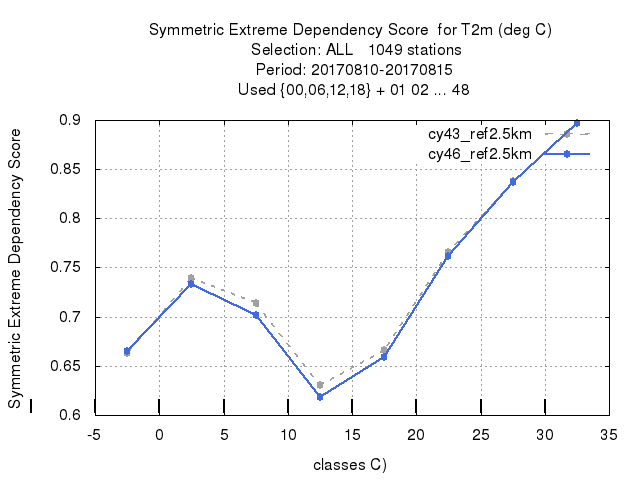 Symmetric Extreme Dependency Score  for T2m (deg C)
Selection: ALL   1049 stations
Period: 20170810-20170815
Used {00,06,12,18} + 01 02 ... 48
cy43_ref2.5km
cy46_ref2.5km
Symmetric Extreme Dependency Score
0.9
0.85
0.8
0.75
0.7
0.65
0.6
-5 0 5 10 15 20 25 30 35
classes C)